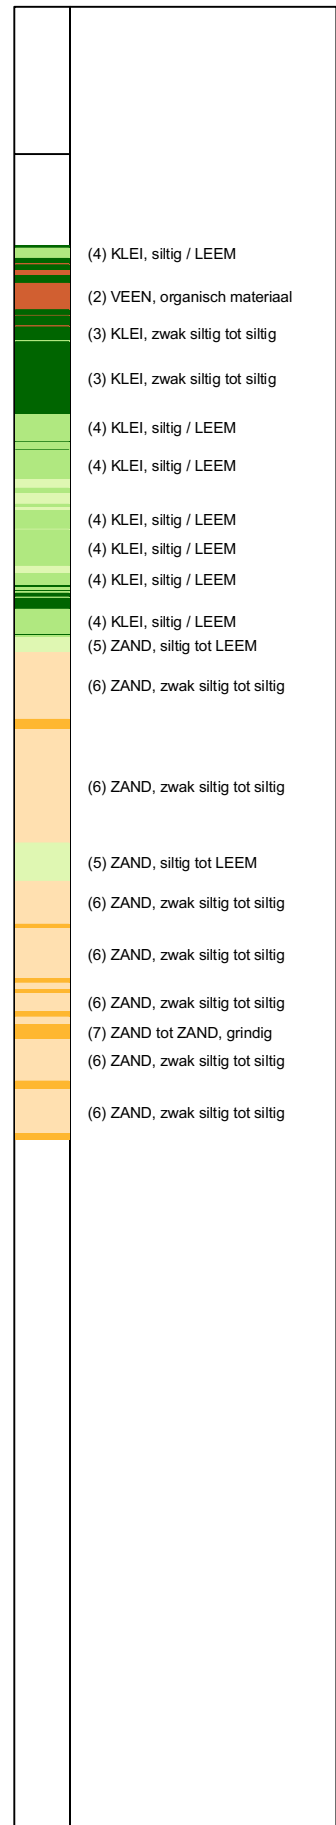 (4) KLEI, siltig / LEEM
(2) VEEN, organisch materiaal
(3) KLEI, zwak siltig tot siltig
(3) KLEI, zwak siltig tot siltig
(4) KLEI, siltig / LEEM
(4) KLEI, siltig / LEEM
(4) KLEI, siltig / LEEM
(4) KLEI, siltig / LEEM
(4) KLEI, siltig / LEEM
(4) KLEI, siltig / LEEM
(5) ZAND, siltig tot LEEM
(6) ZAND, zwak siltig tot siltig
(6) ZAND, zwak siltig tot siltig
(5) ZAND, siltig tot LEEM
(6) ZAND, zwak siltig tot siltig
(6) ZAND, zwak siltig tot siltig
(6) ZAND, zwak siltig tot siltig
(7) ZAND tot ZAND, grindig
(6) ZAND, zwak siltig tot siltig
(6) ZAND, zwak siltig tot siltig